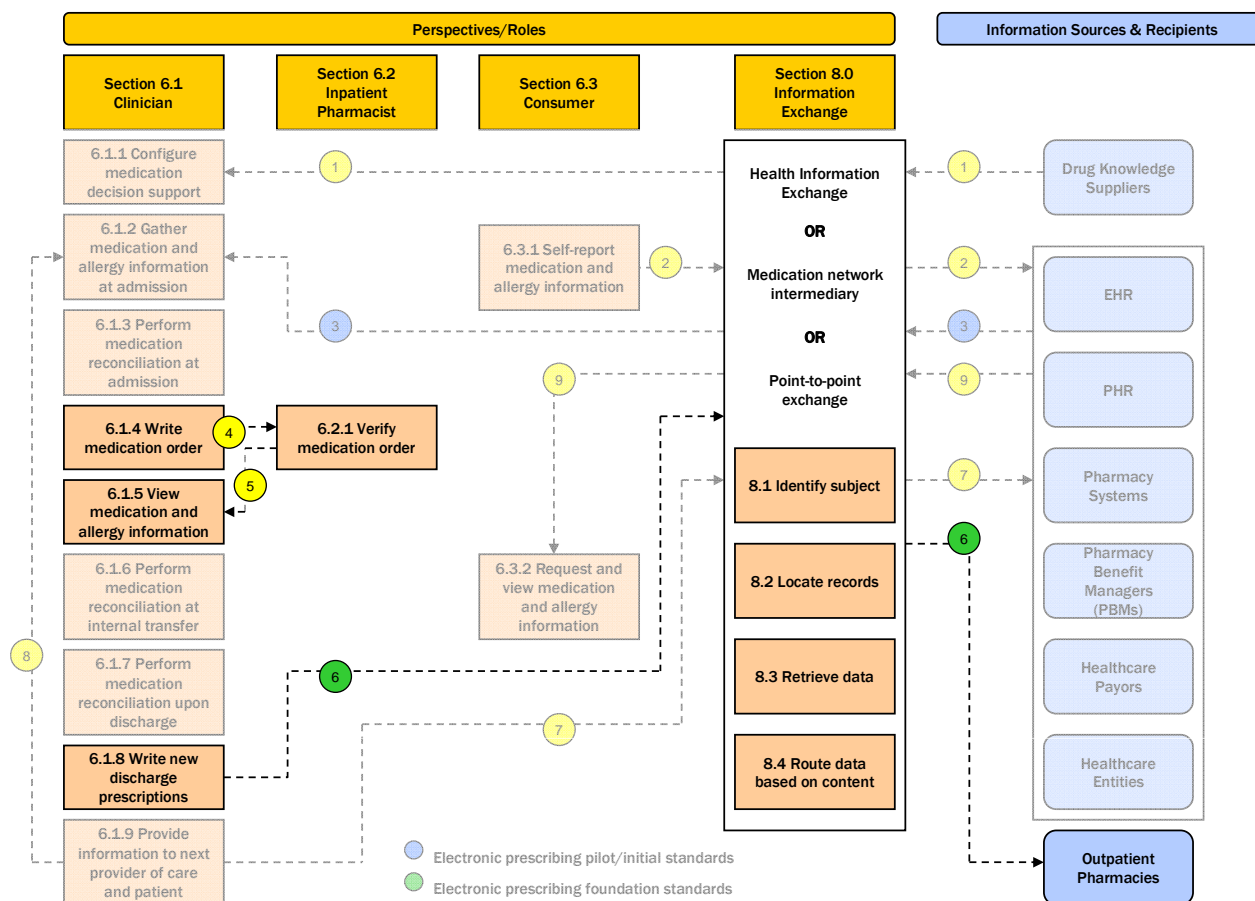 Perspectives/Roles
Information Sources & Recipients
Section 6.1
Clinician
Section 6.2
Inpatient
Pharmacist
Section 6.3
Consumer
Section 8.0
Information
Exchange
6.1.1 Configure
medication
decision support
1
Health Information
Exchange
1
Drug Knowledge
Suppliers
6.1.2 Gather
medication and
allergy information
at admission
6.3.1 Self-report
medication and
allergy information
2
OR
Medication network
intermediary
2
EHR
6.1.3 Perform
medication
reconciliation at
admission
3
OR
3
9
Point-to-point
exchange
9
PHR
6.1.4 Write
medication order
4
6.2.1 Verify
medication order
5
6.1.5 View
medication and
allergy information
8.1 Identify subject
7
Pharmacy
Systems
6
6.1.6 Perform
medication
reconciliation at
internal transfer
6.3.2 Request and
view medication
and allergy
information
8.2 Locate records
Pharmacy
Benefit
Managers
(PBMs)
8
6.1.7 Perform
medication
reconciliation upon
discharge
6
8.3 Retrieve data
Healthcare
Payors
7
6.1.8 Write new
discharge
prescriptions
8.4 Route data
based on content
Healthcare
Entities
6.1.9 Provide
information to next
provider of care
and patient
Electronic prescribing pilot/initial standards
Electronic prescribing foundation standards
Outpatient
Pharmacies